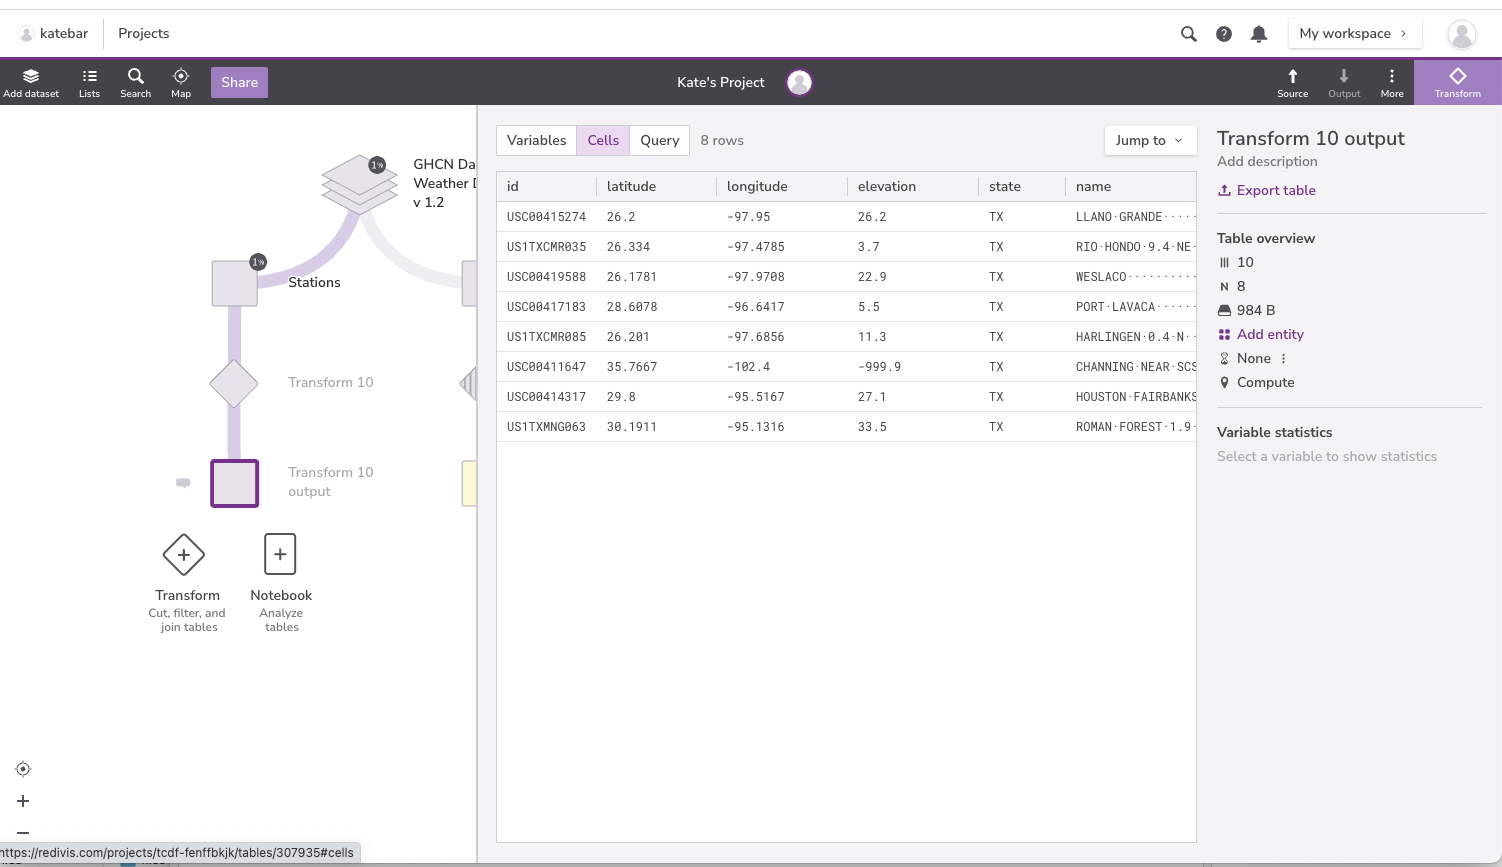 katebar
Projects
?
My workspace
Add dataset
Lists
Search
Map
Share
Kate's Project
Source
Output
More
Transform
GHCN Da
Weather D
v 1.2
1%
Stations
1%
Transform 10
Transform 10
output
Transform
Cut, filter, and
join tables
Notebook
Analyze
tables
Variables Cells Query 8 rows
Jump to
id latitude longitude elevation state name
USC00415274 26.2 -97.95 26.2 TX LLANO·GRANDE·····
US1TXCMR035 26.334 -97.4785 3.7 TX RIO·HONDO·9.4·NE·
USC00419588 26.1781 -97.9708 22.9 TX WESLACO··········
USC00417183 28.6078 -96.6417 5.5 TX PORT·LAVACA······
US1TXCMR085 26.201 -97.6856 11.3 TX HARLINGEN·0.4·N··
USC00411647 35.7667 -102.4 -999.9 TX CHANNING·NEAR·SCS
USC00414317 29.8 -95.5167 27.1 TX HOUSTON·FAIRBANKS
US1TXMNG063 30.1911 -95.1316 33.5 TX ROMAN·FOREST·1.9·
Transform 10 output
Add description
Export table
Table overview
10
N 8
984 B
Add entity
None
Compute
Variable statistics
Select a variable to show statistics
https://redivis.com/projects/tcdf-fenffbkjk/tables/307935#cells